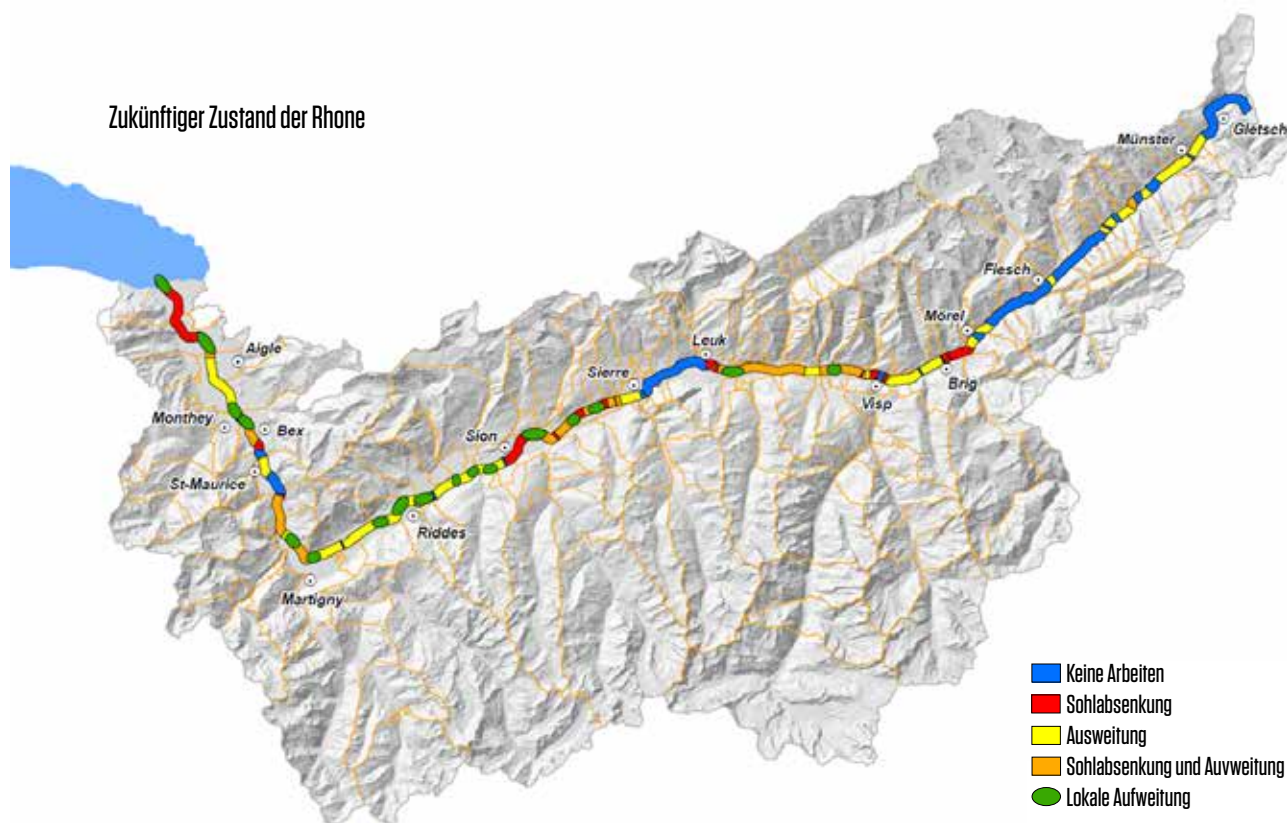 Zukünftiger Zustand der Rhone
Gletsch
Münster
Fiesch
Mörel
Leuk
Aigle
Sierre
Brig
Visp
Monthey
Bex
Sion
St-Maurice
Riddes
Martigny
Keine Arbeiten
Sohlabsenkung
Ausweitung
Sohlabsenkung und Auvweitung
Lokale Aufweitung